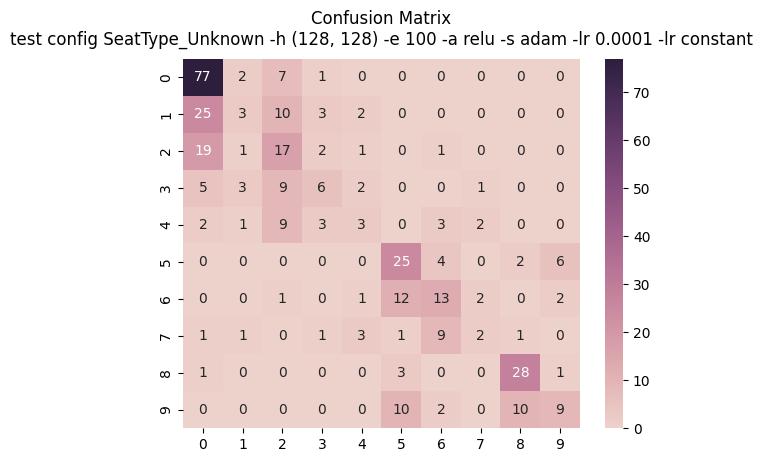 Confusion Matrix
test config SeatType_Unknown -h (128, 128) -e 100 -a relu -s adam -lr 0.0001 -lr constant
0 77 2 7 1 0 0 0 0 0 0
1 25 3 10 3 2 0 0 0 0 0
2 19 1 17 2 1 0 1 0 0 0
3 5 3 9 6 2 0 0 1 0 0
4 2 1 9 3 3 0 3 2 0 0
5 0 0 0 0 0 25 4 0 2 6
6 0 0 1 0 1 12 13 2 0 2
7 1 1 0 1 3 1 9 2 1 0
8 1 0 0 0 0 3 0 0 28 1
9 0 0 0 0 0 10 2 0 10 9
0 1 2 3 4 5 6 7 8 9
70
60
50
40
30
20
10
0